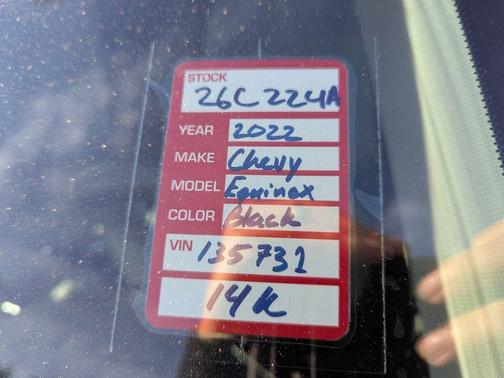 STOCK
26C224A
YEAR 2022
MAKE Chevy
MODEL Equinox
COLOR Black
VIN 135731
14K